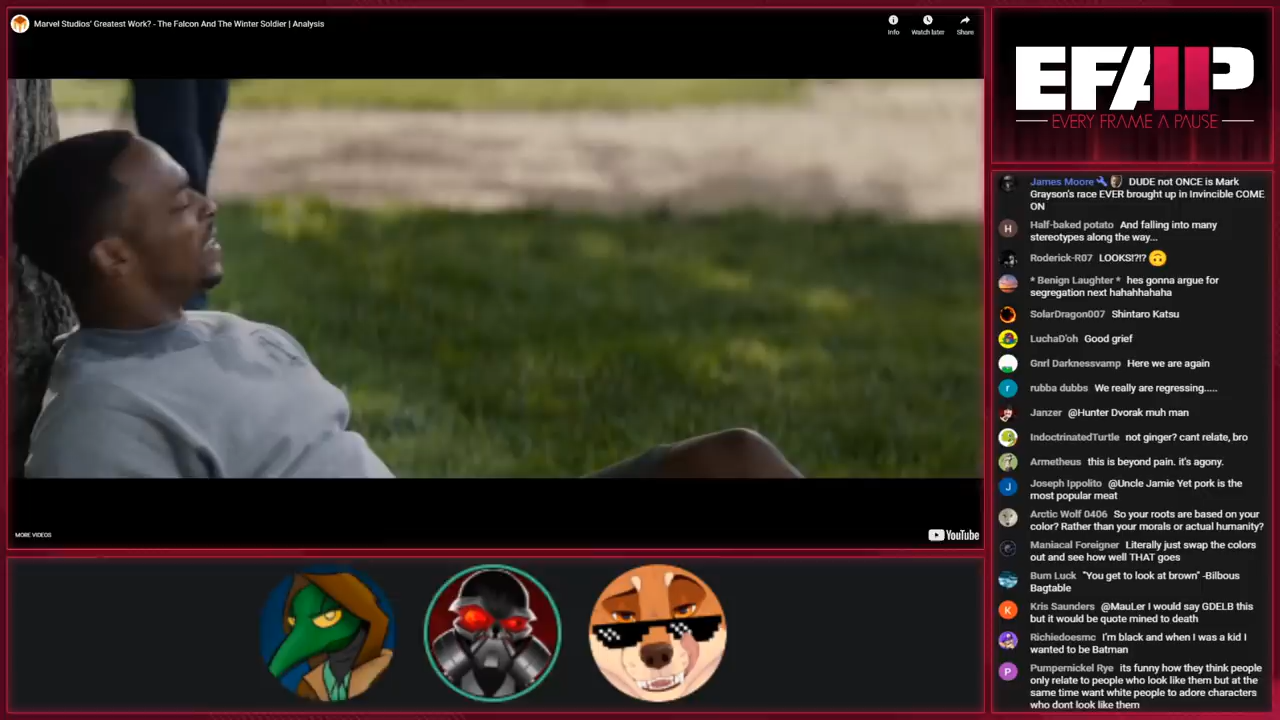 Marvel Studios' Greatest Work? - The Falcon And The Winter Soldier | Analysis
Info
Watch later
Share
MORE VIDEOS
YouTube
EFAP
EVERY FRAME A PAUSE
James Moore DUDE not ONCE is Mark
Grayson's race EVER brought up in Invincible COME
ON
H
Half-baked potato And falling into many
stereotypes along the way...
Roderick-R07 LOOKS!?!? 🙃
* Benign Laughter * hes gonna argue for
segregation next hahahhahaha
SolarDragon007 Shintaro Katsu
LuchaD'oh Good grief
Gnrl Darknessvamp Here we are again
r
rubba dubbs We really are regressing.....
Janzer @Hunter Dvorak muh man
IndoctrinatedTurtle not ginger? cant relate, bro
Armetheus this is beyond pain. it's agony.
J
Joseph Ippolito @Uncle Jamie Yet pork is the
most popular meat
Arctic Wolf 0406 So your roots are based on your
color? Rather than your morals or actual humanity?
Maniacal Foreigner Literally just swap the colors
out and see how well THAT goes
Bum Luck "You get to look at brown" -Bilbous
Bagtable
K
Kris Saunders @MauLer I would say GDELB this
but it would be quote mined to death
Richiedoesmc I'm black and when I was a kid I
wanted to be Batman
P
Pumpernickel Rye its funny how they think people
only relate to people who look like them but at the
same time want white people to adore characters
who dont look like them